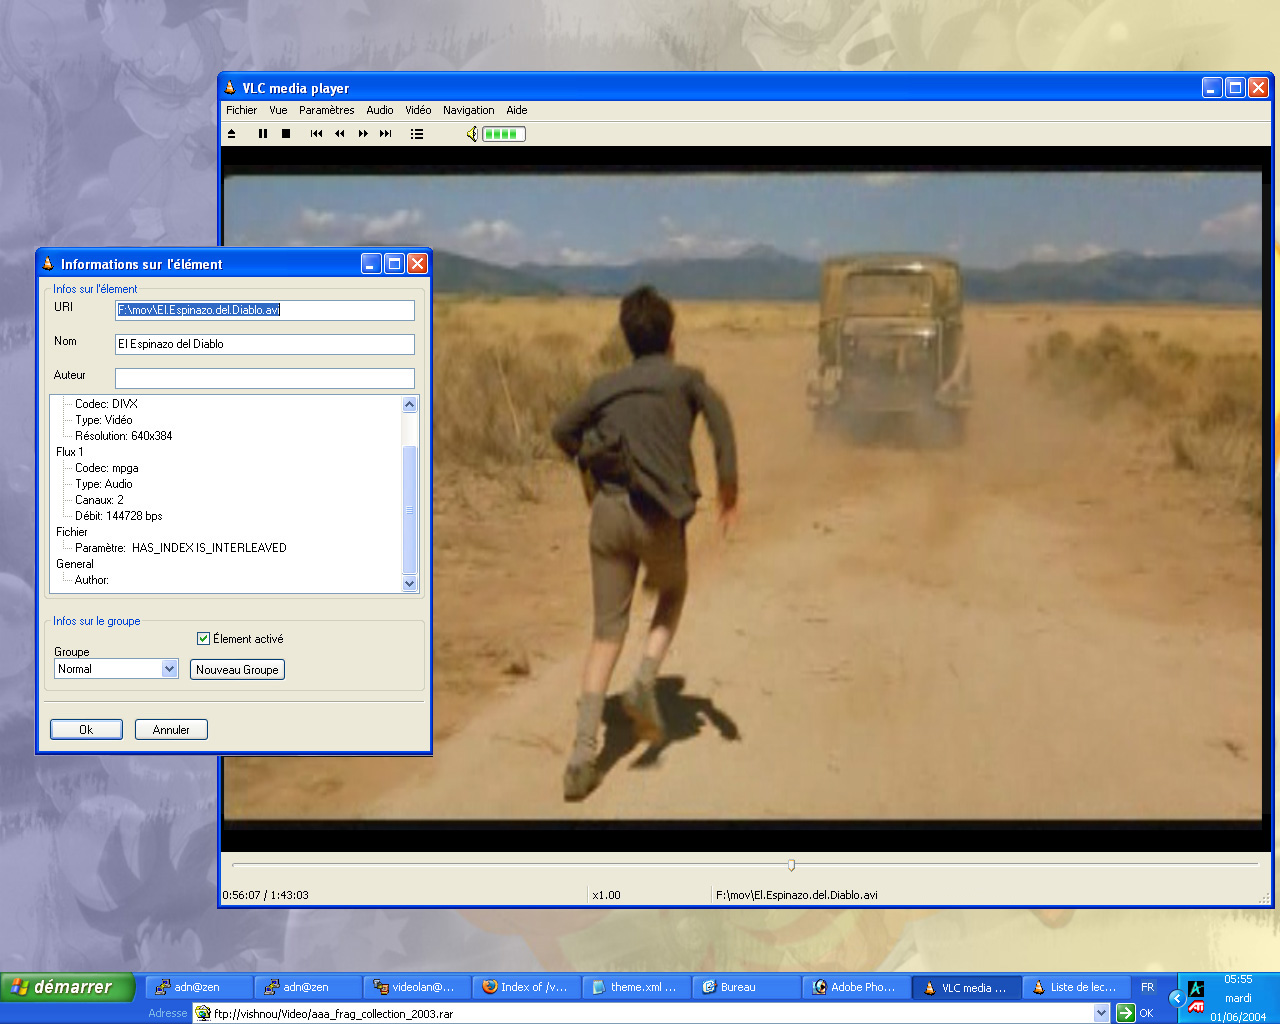 VLC media player
Fichier Vue Paramètres Audio Vidéo Navigation Aide
Informations sur l'élément
Infos sur l'élement
URI F:\mov\El.Espinazo.del.Diablo.avi
Nom El Espinazo del Diablo
Auteur
Codec: DIVX
Type: Vidéo
Résolution: 640x384
Flux 1
Codec: mpga
Type: Audio
Canaux: 2
Débit: 144728 bps
Fichier
Paramètre: HAS_INDEX IS_INTERLEAVED
General
Author:
Infos sur le groupe
Élement activé
Groupe
Normal Nouveau Groupe
Ok Annuler
0:56:07 / 1:43:03 x1.00 F:\mov\El.Espinazo.del.Diablo.avi
démarrer adn@zen adn@zen videolan@... Index of /v... theme.xml ... Bureau Adobe Pho... VLC media ... Liste de lec... FR 05:55
mardi
01/06/2004
Adresse ftp://vishnou/Video/aaa_frag_collection_2003.rar OK
ATI